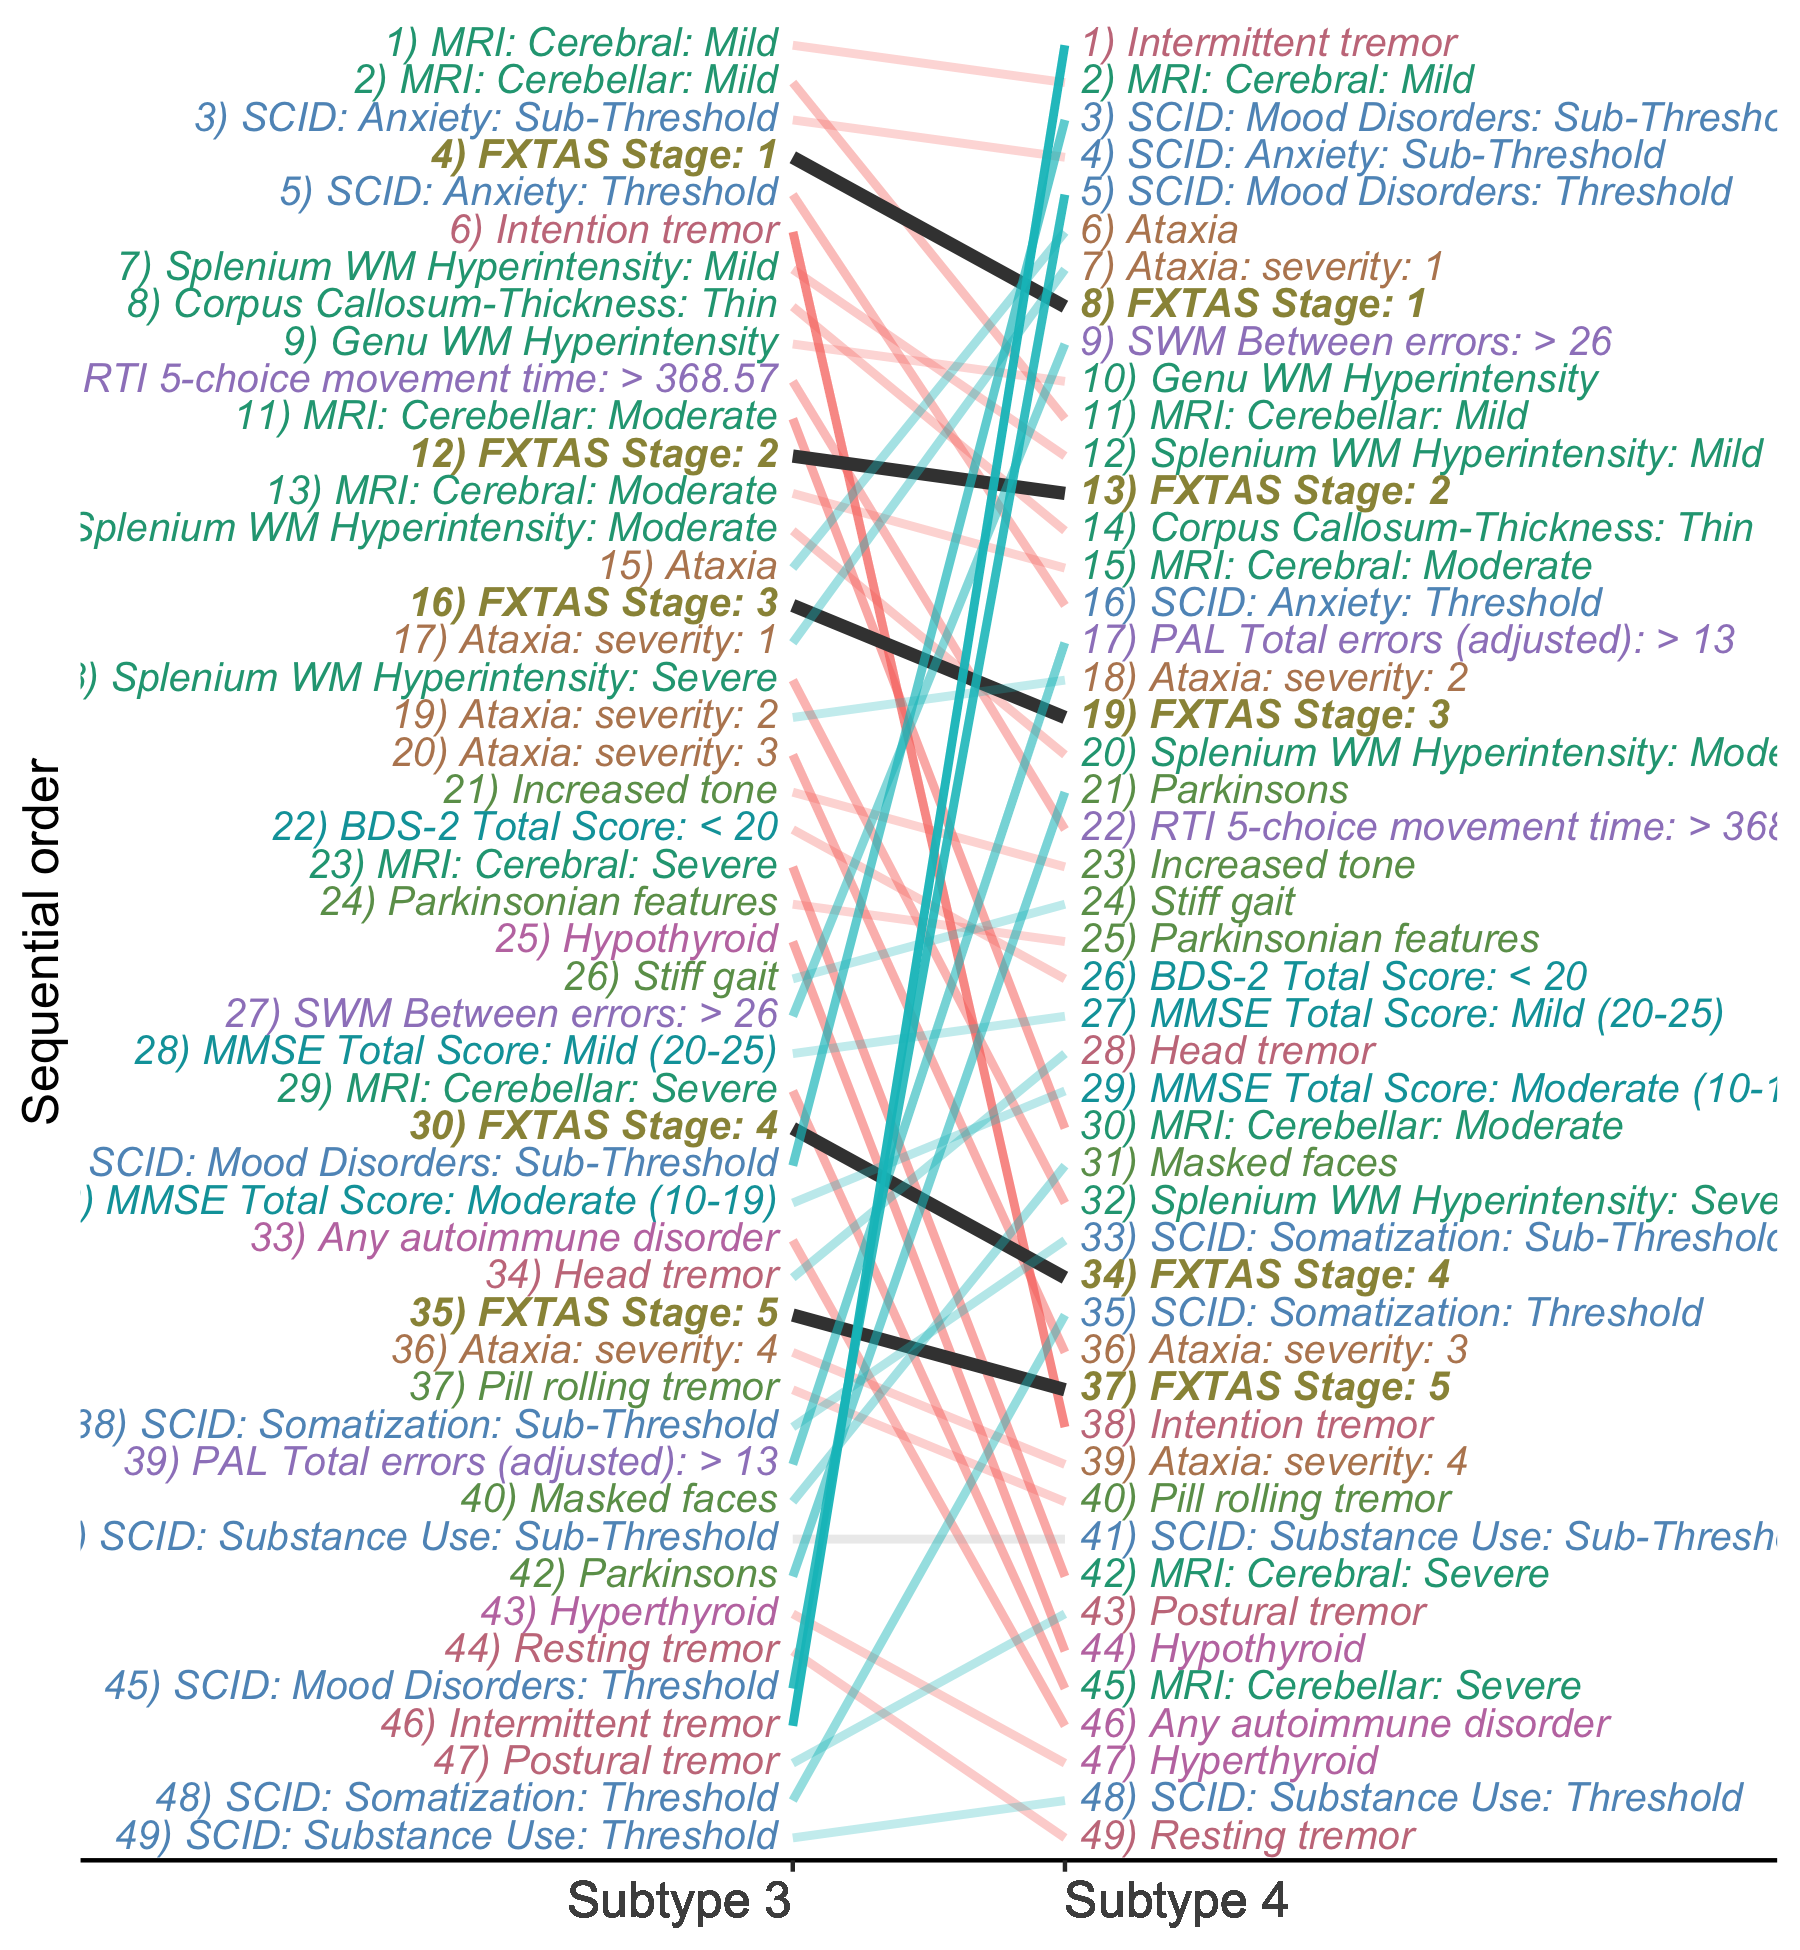 1) MRI: Cerebral: Mild
2) MRI: Cerebellar: Mild
3) SCID: Anxiety: Sub-Threshold
4) FXTAS Stage: 1
5) SCID: Anxiety: Threshold
6) Intention tremor
7) Splenium WM Hyperintensity: Mild
8) Corpus Callosum-Thickness: Thin
9) Genu WM Hyperintensity
RTI 5-choice movement time: > 368.57
11) MRI: Cerebellar: Moderate
12) FXTAS Stage: 2
13) MRI: Cerebral: Moderate
Splenium WM Hyperintensity: Moderate
15) Ataxia
16) FXTAS Stage: 3
17) Ataxia: severity: 1
) Splenium WM Hyperintensity: Severe
19) Ataxia: severity: 2
20) Ataxia: severity: 3
21) Increased tone
22) BDS-2 Total Score: < 20
23) MRI: Cerebral: Severe
24) Parkinsonian features
25) Hypothyroid
26) Stiff gait
27) SWM Between errors: > 26
28) MMSE Total Score: Mild (20-25)
29) MRI: Cerebellar: Severe
30) FXTAS Stage: 4
SCID: Mood Disorders: Sub-Threshold
) MMSE Total Score: Moderate (10-19)
33) Any autoimmune disorder
34) Head tremor
35) FXTAS Stage: 5
36) Ataxia: severity: 4
37) Pill rolling tremor
38) SCID: Somatization: Sub-Threshold
39) PAL Total errors (adjusted): > 13
40) Masked faces
) SCID: Substance Use: Sub-Threshold
42) Parkinsons
43) Hyperthyroid
44) Resting tremor
45) SCID: Mood Disorders: Threshold
46) Intermittent tremor
47) Postural tremor
48) SCID: Somatization: Threshold
49) SCID: Substance Use: Threshold
1) Intermittent tremor
2) MRI: Cerebral: Mild
3) SCID: Mood Disorders: Sub-Thresho
4) SCID: Anxiety: Sub-Threshold
5) SCID: Mood Disorders: Threshold
6) Ataxia
7) Ataxia: severity: 1
8) FXTAS Stage: 1
9) SWM Between errors: > 26
10) Genu WM Hyperintensity
11) MRI: Cerebellar: Mild
12) Splenium WM Hyperintensity: Mild
13) FXTAS Stage: 2
14) Corpus Callosum-Thickness: Thin
15) MRI: Cerebral: Moderate
16) SCID: Anxiety: Threshold
17) PAL Total errors (adjusted): > 13
18) Ataxia: severity: 2
19) FXTAS Stage: 3
20) Splenium WM Hyperintensity: Mode
21) Parkinsons
22) RTI 5-choice movement time: > 368
23) Increased tone
24) Stiff gait
25) Parkinsonian features
26) BDS-2 Total Score: < 20
27) MMSE Total Score: Mild (20-25)
28) Head tremor
29) MMSE Total Score: Moderate (10-1
30) MRI: Cerebellar: Moderate
31) Masked faces
32) Splenium WM Hyperintensity: Seve
33) SCID: Somatization: Sub-Threshold
34) FXTAS Stage: 4
35) SCID: Somatization: Threshold
36) Ataxia: severity: 3
37) FXTAS Stage: 5
38) Intention tremor
39) Ataxia: severity: 4
40) Pill rolling tremor
41) SCID: Substance Use: Sub-Thresh
42) MRI: Cerebral: Severe
43) Postural tremor
44) Hypothyroid
45) MRI: Cerebellar: Severe
46) Any autoimmune disorder
47) Hyperthyroid
48) SCID: Substance Use: Threshold
49) Resting tremor
Sequential order
Subtype 3
Subtype 4